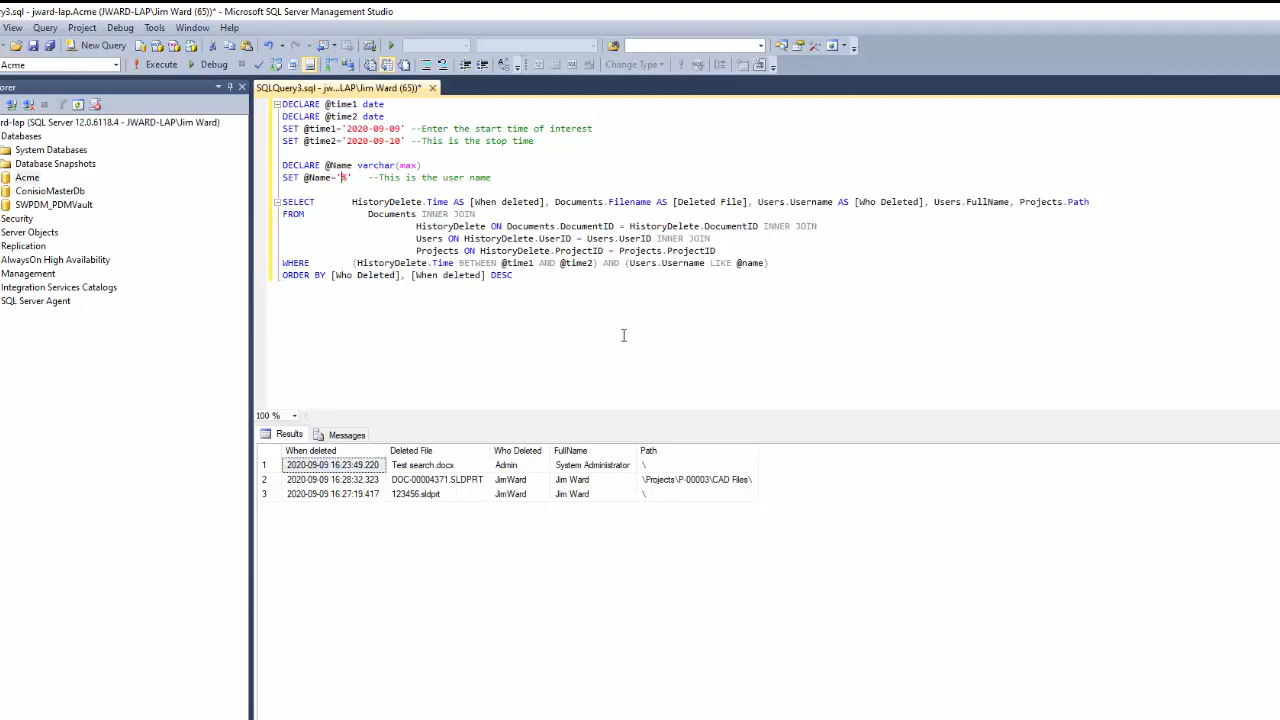 ry3.sql - jward-lap.Acme (JWARD-LAP\Jim Ward (65))* - Microsoft SQL Server Management Studio
View Query Project Debug Tools Window Help
New Query
Acme Execute Debug Change Type
orer SQLQuery3.sql - jw...LAP\Jim Ward (65))*
rd-lap (SQL Server 12.0.6118.4 - JWARD-LAP\Jim Ward)
Databases
System Databases
Database Snapshots
Acme
ConisioMasterDb
SWPDM_PDMVault
Security
Server Objects
Replication
AlwaysOn High Availability
Management
Integration Services Catalogs
SQL Server Agent
DECLARE @time1 date
DECLARE @time2 date
SET @time1='2020-09-09' --Enter the start time of interest
SET @time2='2020-09-10' --This is the stop time
DECLARE @Name varchar(max)
SET @Name='%' --This is the user name
SELECT HistoryDelete.Time AS [When deleted], Documents.Filename AS [Deleted File], Users.Username AS [Who Deleted], Users.FullName, Projects.Path
FROM Documents INNER JOIN
HistoryDelete ON Documents.DocumentID = HistoryDelete.DocumentID INNER JOIN
Users ON HistoryDelete.UserID = Users.UserID INNER JOIN
Projects ON HistoryDelete.ProjectID = Projects.ProjectID
WHERE (HistoryDelete.Time BETWEEN @time1 AND @time2) AND (Users.Username LIKE @name)
ORDER BY [Who Deleted], [When deleted] DESC
100 %
Results Messages
When deleted Deleted File Who Deleted FullName Path
1 2020-09-09 16:23:49.220 Test search.docx Admin System Administrator \
2 2020-09-09 16:28:32.323 DOC-00004371.SLDPRT JimWard Jim Ward \Projects\P-00003\CAD Files\
3 2020-09-09 16:27:19.417 123456.sldprt JimWard Jim Ward \